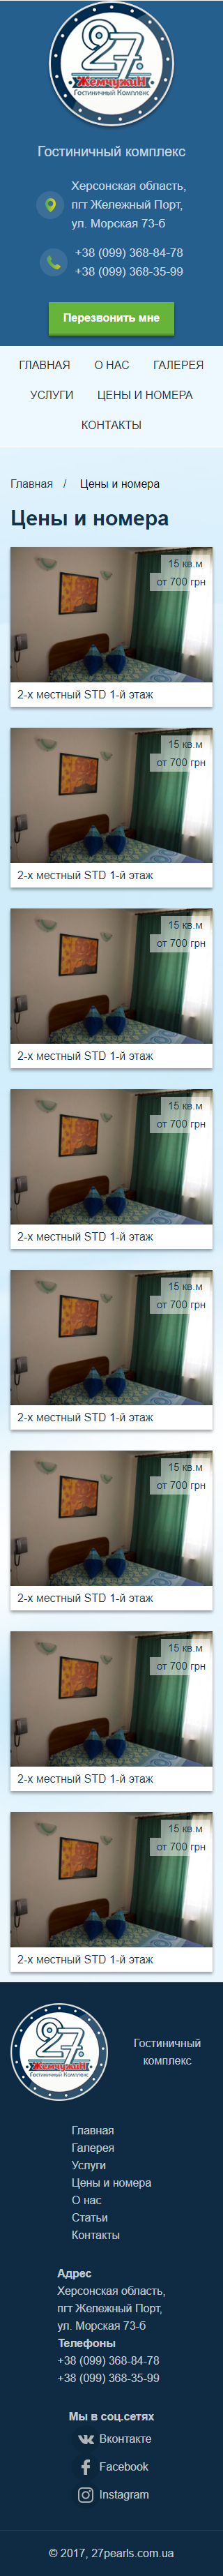 27
Жемчужин
Гостиничный Комплекс
Гостиничный комплекс
Херсонская область,
пгт Железный Порт,
ул. Морская 73-б
+38 (099) 368-84-78
+38 (099) 368-35-99
Перезвонить мне
ГЛАВНАЯ О НАС ГАЛЕРЕЯ
УСЛУГИ ЦЕНЫ И НОМЕРА
КОНТАКТЫ
Главная / Цены и номера
Цены и номера
15 кв.м
от 700 грн
2-х местный STD 1-й этаж
15 кв.м
от 700 грн
2-х местный STD 1-й этаж
15 кв.м
от 700 грн
2-х местный STD 1-й этаж
15 кв.м
от 700 грн
2-х местный STD 1-й этаж
15 кв.м
от 700 грн
2-х местный STD 1-й этаж
15 кв.м
от 700 грн
2-х местный STD 1-й этаж
15 кв.м
от 700 грн
2-х местный STD 1-й этаж
15 кв.м
от 700 грн
2-х местный STD 1-й этаж
27
Жемчужин
Гостиничный Комплекс
Гостиничный
комплекс
Главная
Галерея
Услуги
Цены и номера
О нас
Статьи
Контакты
Адрес
Херсонская область,
пгт Железный Порт,
ул. Морская 73-б
Телефоны
+38 (099) 368-84-78
+38 (099) 368-35-99
Мы в соц.сетях
Вконтакте
Facebook
Instagram
© 2017, 27pearls.com.ua